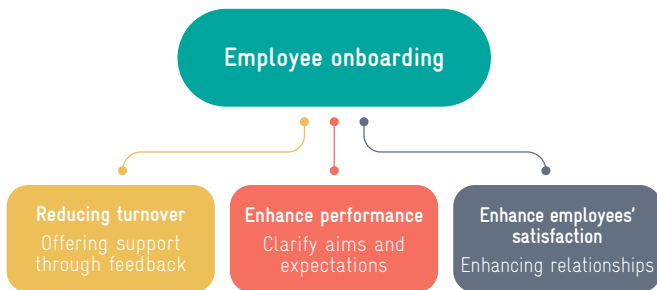 Employee onboarding
Reducing turnover
Offering support
through feedback
Enhance performance
Clarify aims and
expectations
Enhance employees'
satisfaction
Enhancing relationships